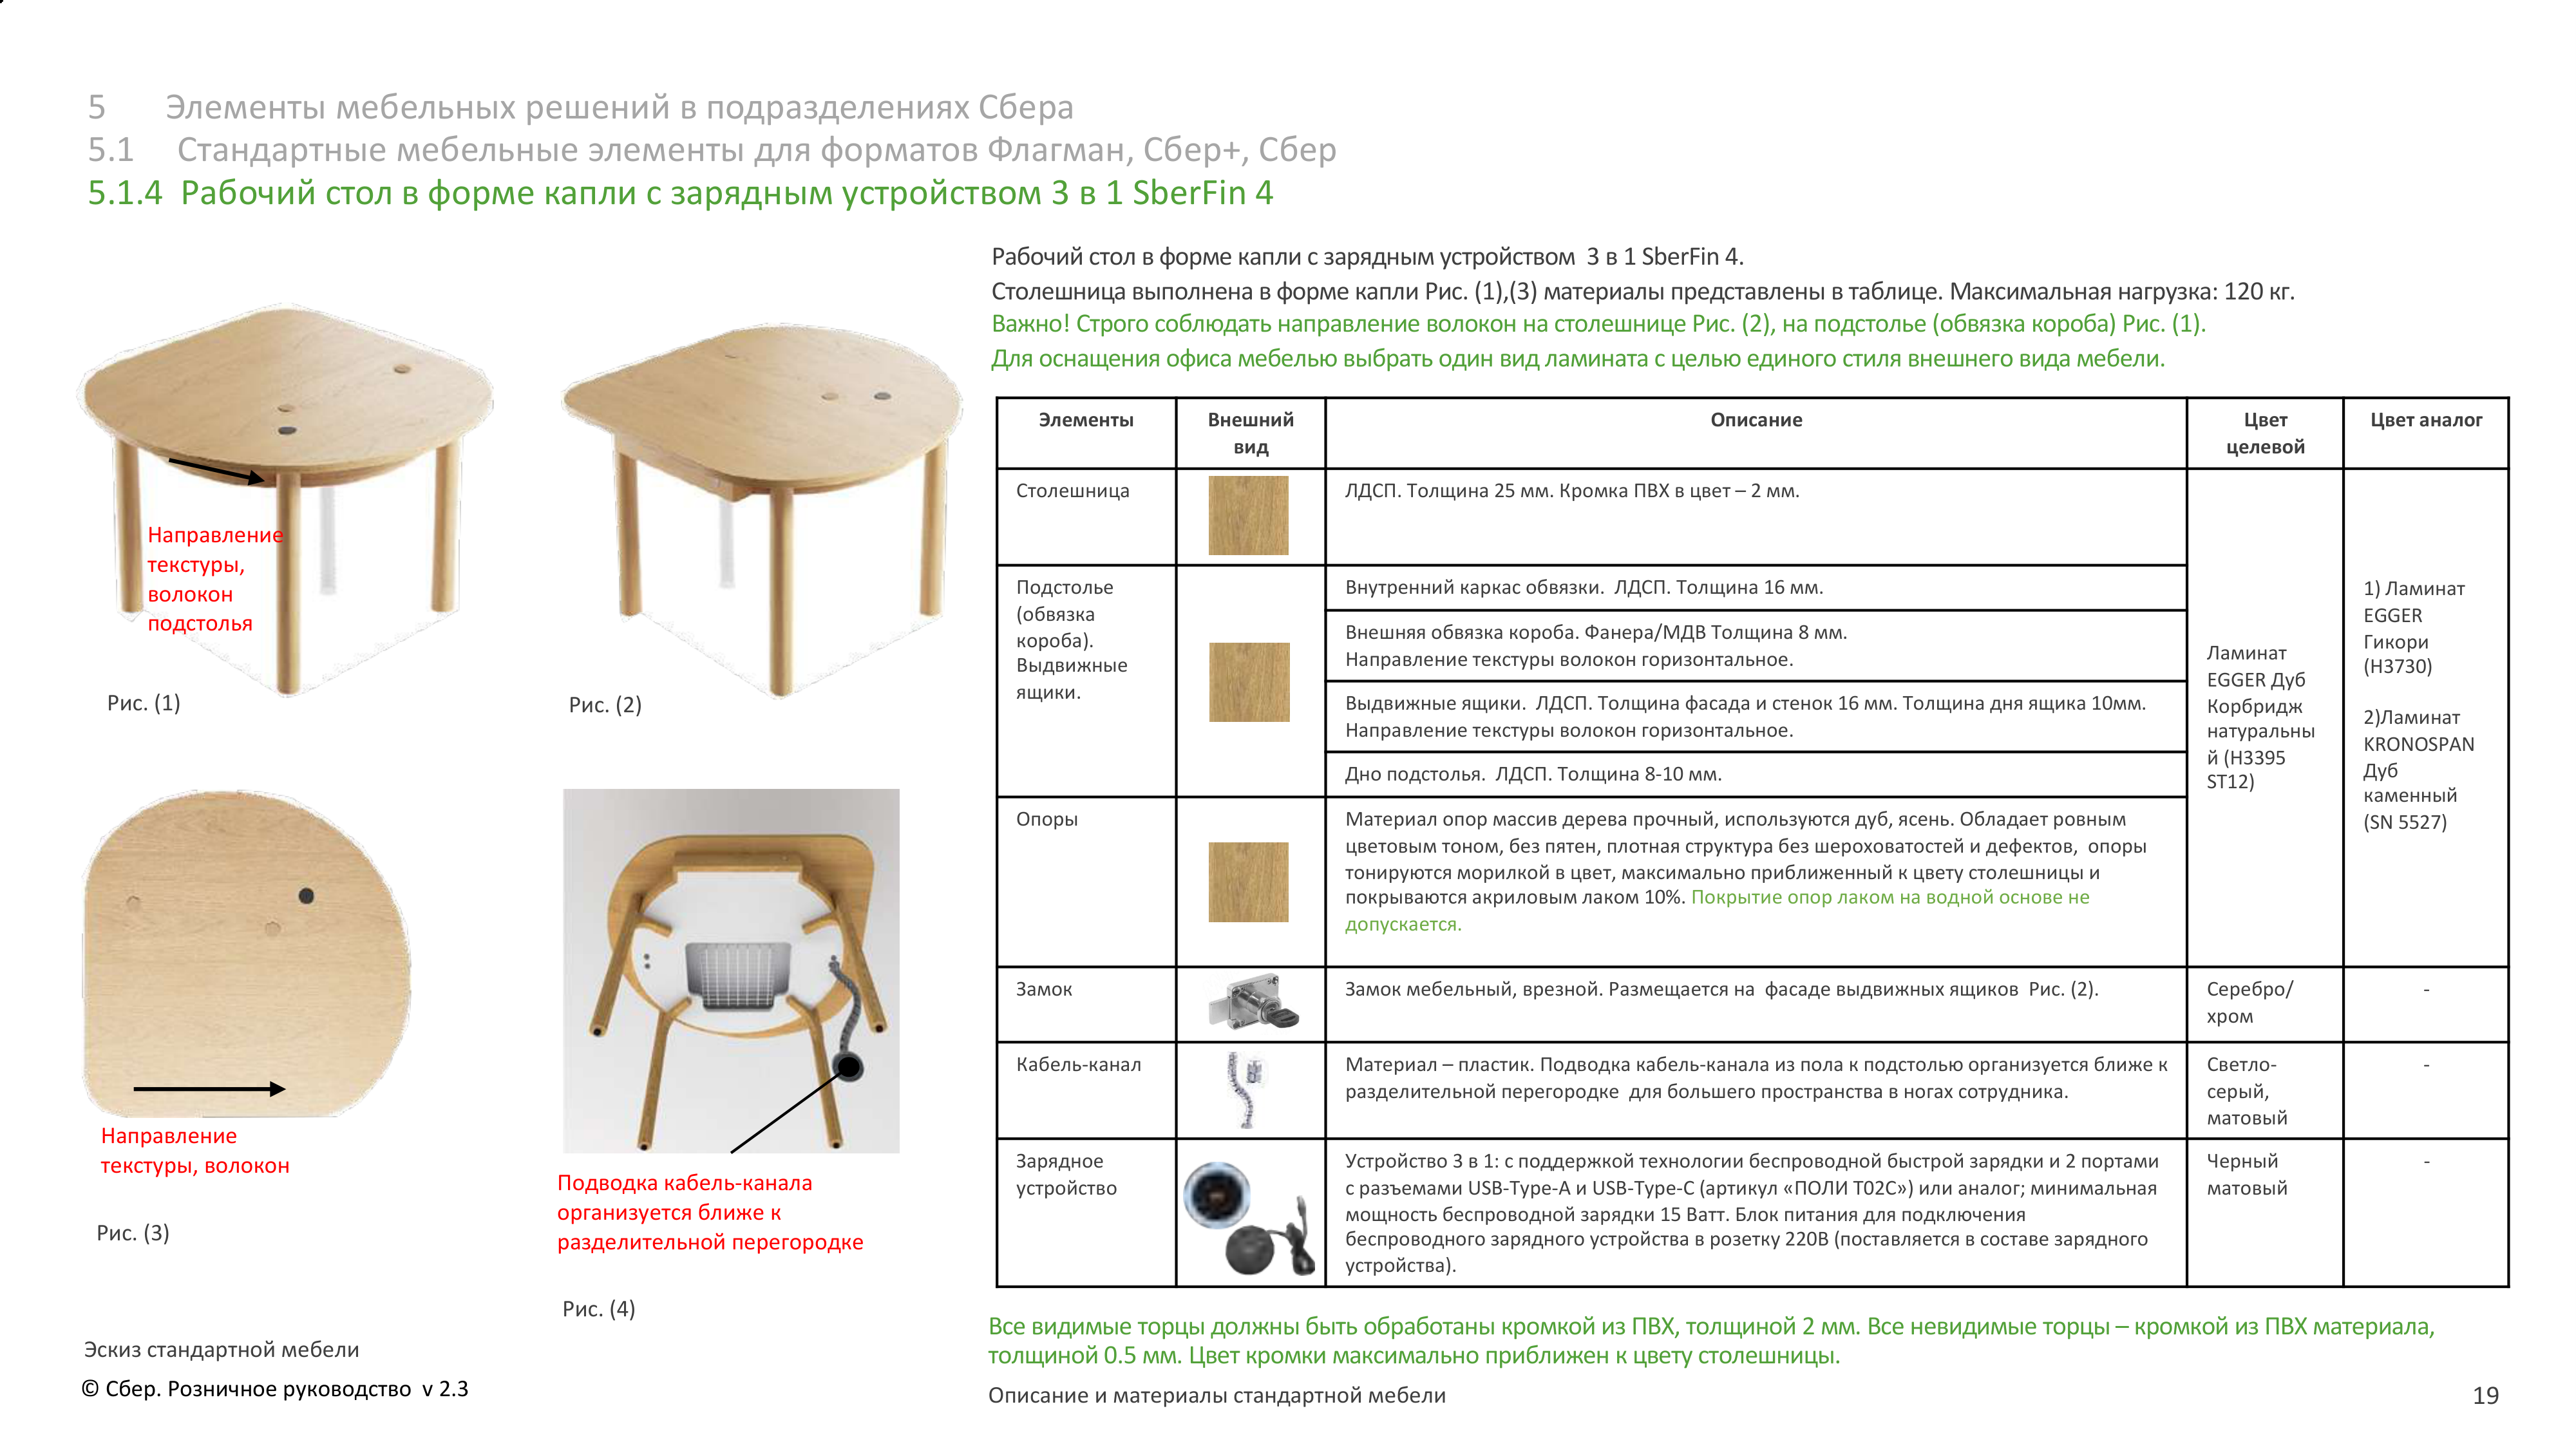 5 Элементы мебельных решений в подразделениях Сбера
5.1 Стандартные мебельные элементы для форматов Флагман, Сбер+, Сбер
5.1.4 Рабочий стол в форме капли с зарядным устройством 3 в 1 SberFin 4
Направление
текстуры,
волокон
подстолья
Рис. (1)
Рис. (2)
Направление
текстуры, волокон
Рис. (3)
Подводка кабель-канала
организуется ближе к
разделительной перегородке
Рис. (4)
Эскиз стандартной мебели
© Сбер. Розничное руководство v 2.3
Рабочий стол в форме капли с зарядным устройством 3 в 1 SberFin 4.
Столешница выполнена в форме капли Рис. (1),(3) материалы представлены в таблице. Максимальная нагрузка: 120 кг.
Важно! Строго соблюдать направление волокон на столешнице Рис. (2), на подстолье (обвязка короба) Рис. (1).
Для оснащения офиса мебелью выбрать один вид ламината с целью единого стиля внешнего вида мебели.
Элементы
Внешний
вид
Описание
Цвет
целевой
Цвет аналог
Столешница
ЛДСП. Толщина 25 мм. Кромка ПВХ в цвет – 2 мм.
Подстолье
(обвязка
короба).
Выдвижные
ящики.
Внутренний каркас обвязки. ЛДСП. Толщина 16 мм.
Внешняя обвязка короба. Фанера/МДВ Толщина 8 мм.
Направление текстуры волокон горизонтальное.
Выдвижные ящики. ЛДСП. Толщина фасада и стенок 16 мм. Толщина дня ящика 10мм.
Направление текстуры волокон горизонтальное.
Дно подстолья. ЛДСП. Толщина 8-10 мм.
Опоры
Материал опор массив дерева прочный, используются дуб, ясень. Обладает ровным
цветовым тоном, без пятен, плотная структура без шероховатостей и дефектов, опоры
тонируются морилкой в цвет, максимально приближенный к цвету столешницы и
покрываются акриловым лаком 10%. Покрытие опор лаком на водной основе не
допускается.
Ламинат
EGGER Дуб
Корбридж
натуральны
й (H3395
ST12)
1) Ламинат
EGGER
Гикори
(H3730)
2)Ламинат
KRONOSPAN
Дуб
каменный
(SN 5527)
Замок
Замок мебельный, врезной. Размещается на фасаде выдвижных ящиков Рис. (2).
Серебро/
хром
-
Кабель-канал
Материал – пластик. Подводка кабель-канала из пола к подстолью организуется ближе к
разделительной перегородке для большего пространства в ногах сотрудника.
Светло-
серый,
матовый
-
Зарядное
устройство
Устройство 3 в 1: с поддержкой технологии беспроводной быстрой зарядки и 2 портами
с разъемами USB-Type-A и USB-Type-C (артикул «ПОЛИ Т02С») или аналог; минимальная
мощность беспроводной зарядки 15 Ватт. Блок питания для подключения
беспроводного зарядного устройства в розетку 220В (поставляется в составе зарядного
устройства).
Черный
матовый
-
Все видимые торцы должны быть обработаны кромкой из ПВХ, толщиной 2 мм. Все невидимые торцы – кромкой из ПВХ материала,
толщиной 0.5 мм. Цвет кромки максимально приближен к цвету столешницы.
Описание и материалы стандартной мебели
19